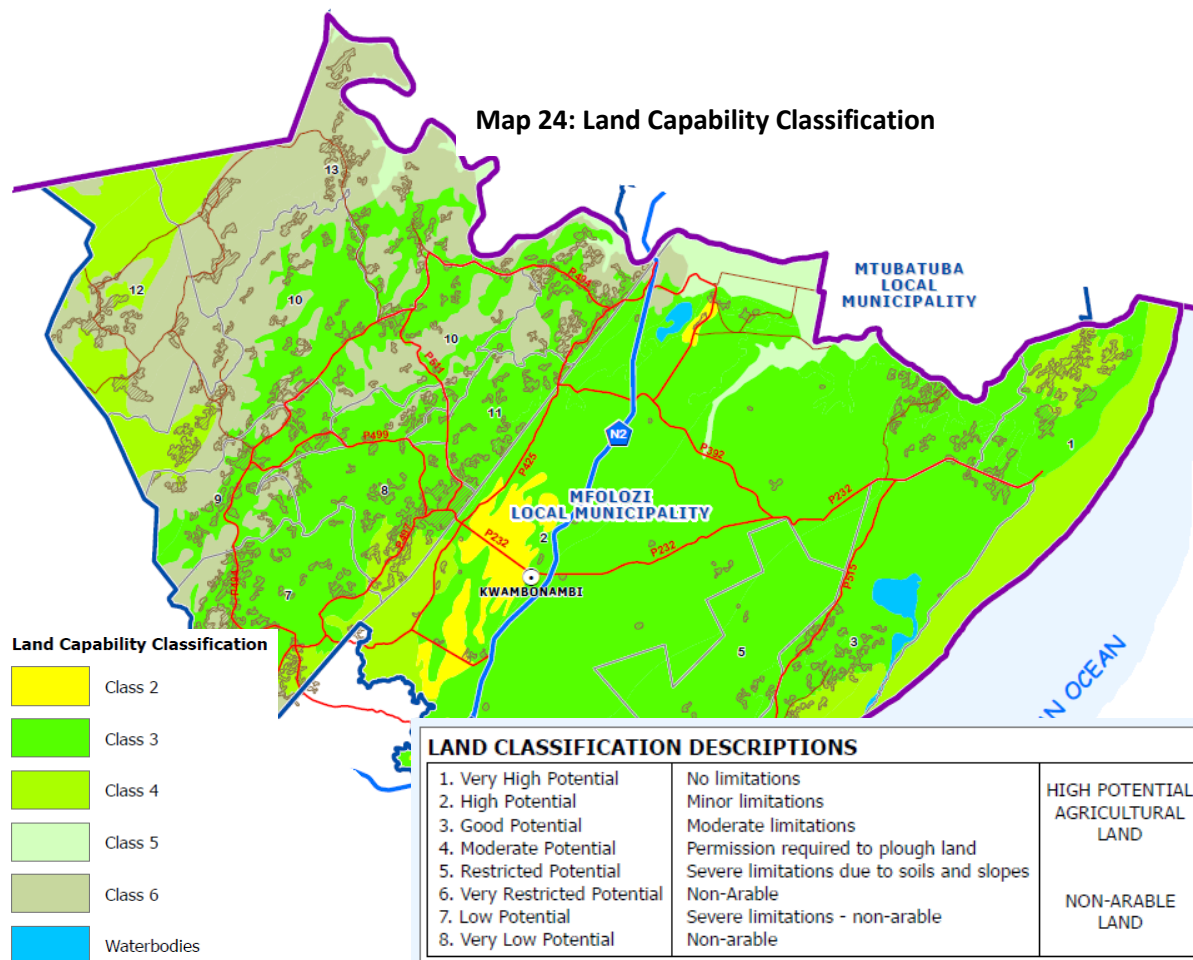 Map 24: Land Capability Classification
MTUBATUBA
LOCAL
MUNICIPALITY
13
12
10
10
11
P494
P511
P499
P425
N2
P392
1
9
8
MFOLOZI
LOCAL MUNICIPALITY
P232
P232
P232
2
KWAMBONAMBI
P515
7
5
3
AN OCEAN
Land Capability Classification
Class 2
Class 3
Class 4
Class 5
Class 6
Waterbodies
LAND CLASSIFICATION DESCRIPTIONS
1. Very High Potential No limitations
2. High Potential Minor limitations
3. Good Potential Moderate limitations
4. Moderate Potential Permission required to plough land
5. Restricted Potential Severe limitations due to soils and slopes
6. Very Restricted Potential Non-Arable
7. Low Potential Severe limitations - non-arable
8. Very Low Potential Non-arable
HIGH POTENTIAL
AGRICULTURAL
LAND
NON-ARABLE
LAND